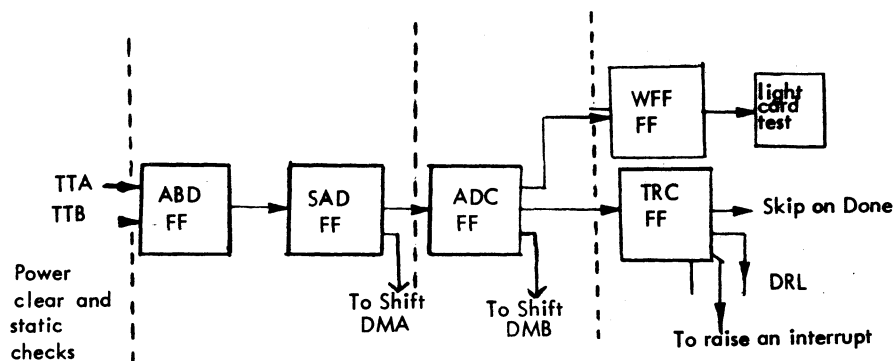 WFF
FF
light
card
test
TTA
TTB
ABD
FF
SAD
FF
ADC
FF
TRC
FF
Skip on Done
DRL
Power
clear and
static
checks
To Shift
DMA
To Shift
DMB
To raise an interrupt